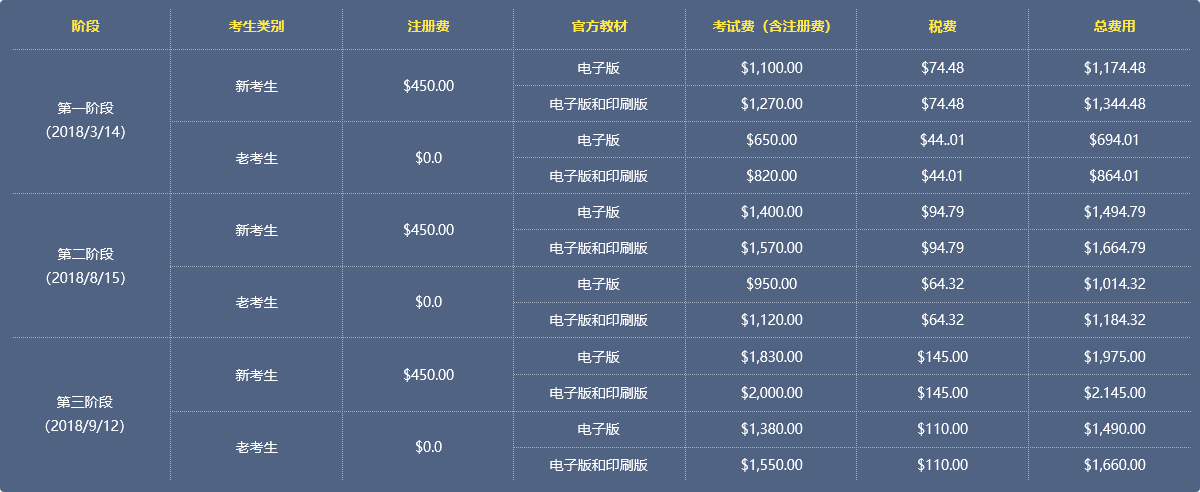 阶段 考生类别 注册费 官方教材 考试费（含注册费） 税费 总费用
第一阶段
（2018/3/14）
新考生 $450.00
电子版 $1,100.00 $74.48 $1,174.48
电子版和印刷版 $1,270.00 $74.48 $1,344.48
老考生 $0.0
电子版 $650.00 $44..01 $694.01
电子版和印刷版 $820.00 $44.01 $864.01
第二阶段
（2018/8/15）
新考生 $450.00
电子版 $1,400.00 $94.79 $1,494.79
电子版和印刷版 $1,570.00 $94.79 $1,664.79
老考生 $0.0
电子版 $950.00 $64.32 $1,014.32
电子版和印刷版 $1,120.00 $64.32 $1,184.32
第三阶段
（2018/9/12）
新考生 $450.00
电子版 $1,830.00 $145.00 $1,975.00
电子版和印刷版 $2,000.00 $145.00 $2.145.00
老考生 $0.0
电子版 $1,380.00 $110.00 $1,490.00
电子版和印刷版 $1,550.00 $110.00 $1,660.00